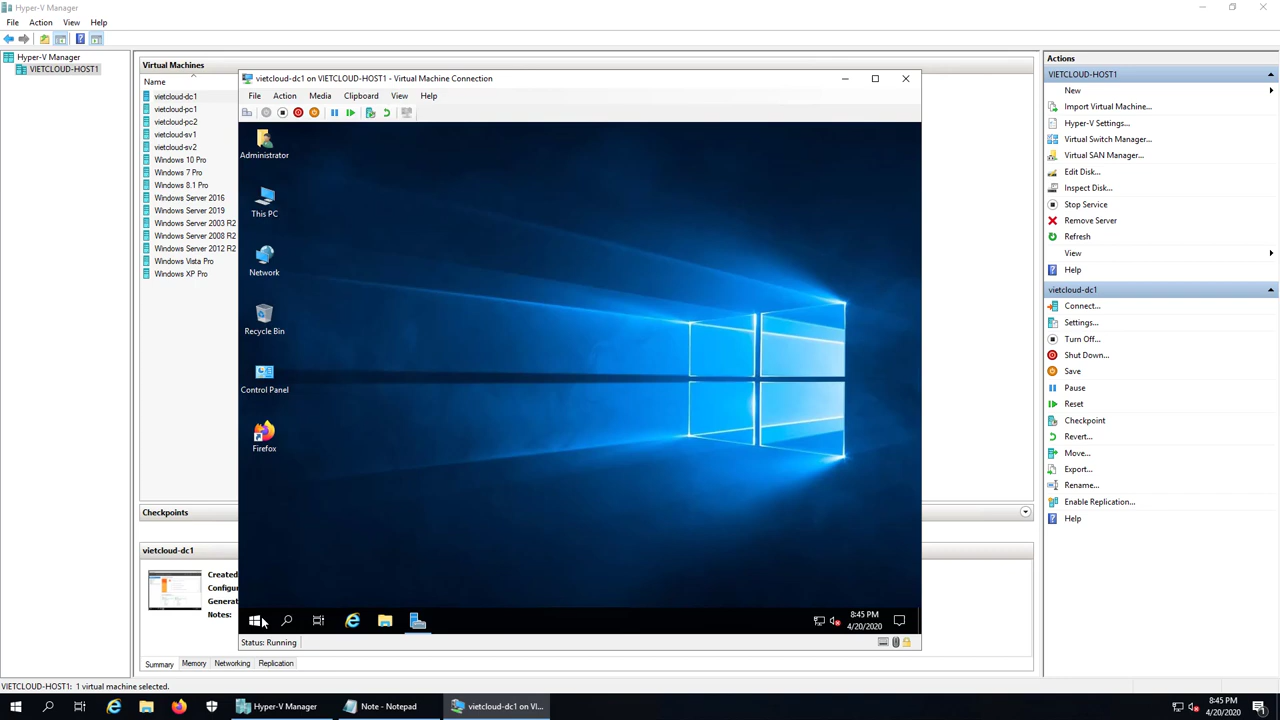 Hyper-V Manager
File Action View Help
Hyper-V Manager
VIETCLOUD-HOST1
Virtual Machines
Name
vietcloud-dc1
vietcloud-pc1
vietcloud-pc2
vietcloud-sv1
vietcloud-sv2
Windows 10 Pro
Windows 7 Pro
Windows 8.1 Pro
Windows Server 2016
Windows Server 2019
Windows Server 2003 R2
Windows Server 2008 R2
Windows Server 2012 R2
Windows Vista Pro
Windows XP Pro
Checkpoints
vietcloud-dc1
Created:
Notes:
Summary Memory Networking Replication
vietcloud-dc1 on VIETCLOUD-HOST1 - Virtual Machine Connection
File Action Media Clipboard View Help
Administrator
This PC
Network
Recycle Bin
Control Panel
Firefox
8:45 PM
4/20/2020
Status: Running
Actions
VIETCLOUD-HOST1
New
Import Virtual Machine...
Hyper-V Settings...
Virtual Switch Manager...
Virtual SAN Manager...
Edit Disk...
Inspect Disk...
Stop Service
Remove Server
Refresh
View
Help
vietcloud-dc1
Connect...
Settings...
Turn Off...
Shut Down...
Save
Pause
Reset
Checkpoint
Revert...
Move...
Export...
Rename...
Enable Replication...
Help
VIETCLOUD-HOST1: 1 virtual machine selected.
Hyper-V Manager
Note - Notepad
vietcloud-dc1 on VI...
8:45 PM
4/20/2020